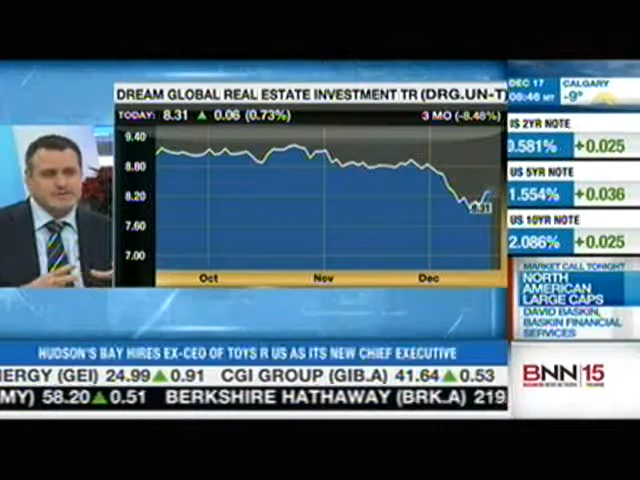 DREAM GLOBAL REAL ESTATE INVESTMENT TR (DRG.UN-T)
TODAY: 8.31 ▲ 0.06 (0.73%) 3 MO (-8.48%)
9.40
8.80
8.20
7.60
7.00
8.31
Oct Nov Dec
DEC 17
08:46 MT
CALGARY
-9°
US 2YR NOTE
0.581% +0.025
US 5YR NOTE
1.554% +0.036
US 10YR NOTE
2.086% +0.025
MARKET CALL TONIGHT
NORTH
AMERICAN
LARGE CAPS
DAVID BASKIN,
BASKIN FINANCIAL
SERVICES
HUDSON'S BAY HIRES EX-CEO OF TOYS R US AS ITS NEW CHIEF EXECUTIVE
NERGY (GEI) 24.99 ▲ 0.91 CGI GROUP (GIB.A) 41.64 ▲ 0.53
MY) 58.20 ▲ 0.51 BERKSHIRE HATHAWAY (BRK.A) 219
BNN 15